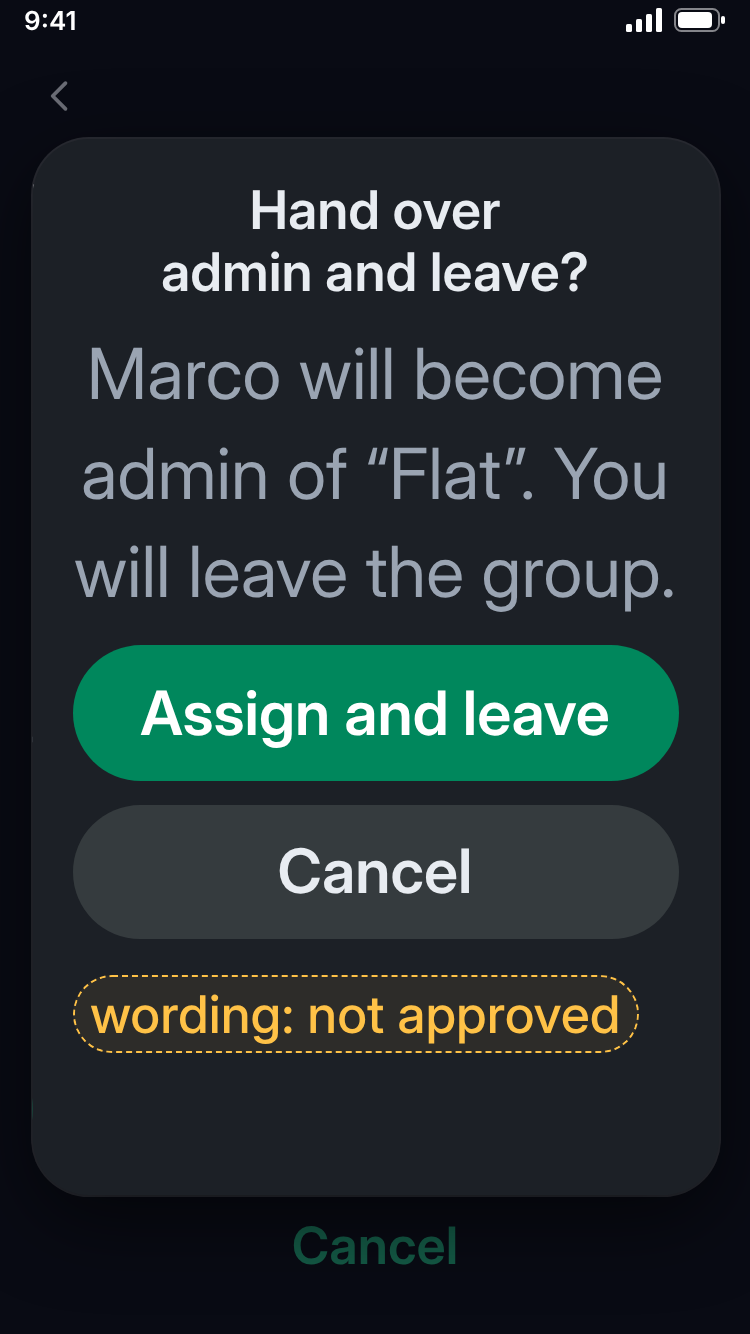 9:41
Hand over
admin and leave?
Marco will become
admin of “Flat”. You
will leave the group.
Assign and leave
Cancel
wording: not approved
Cancel